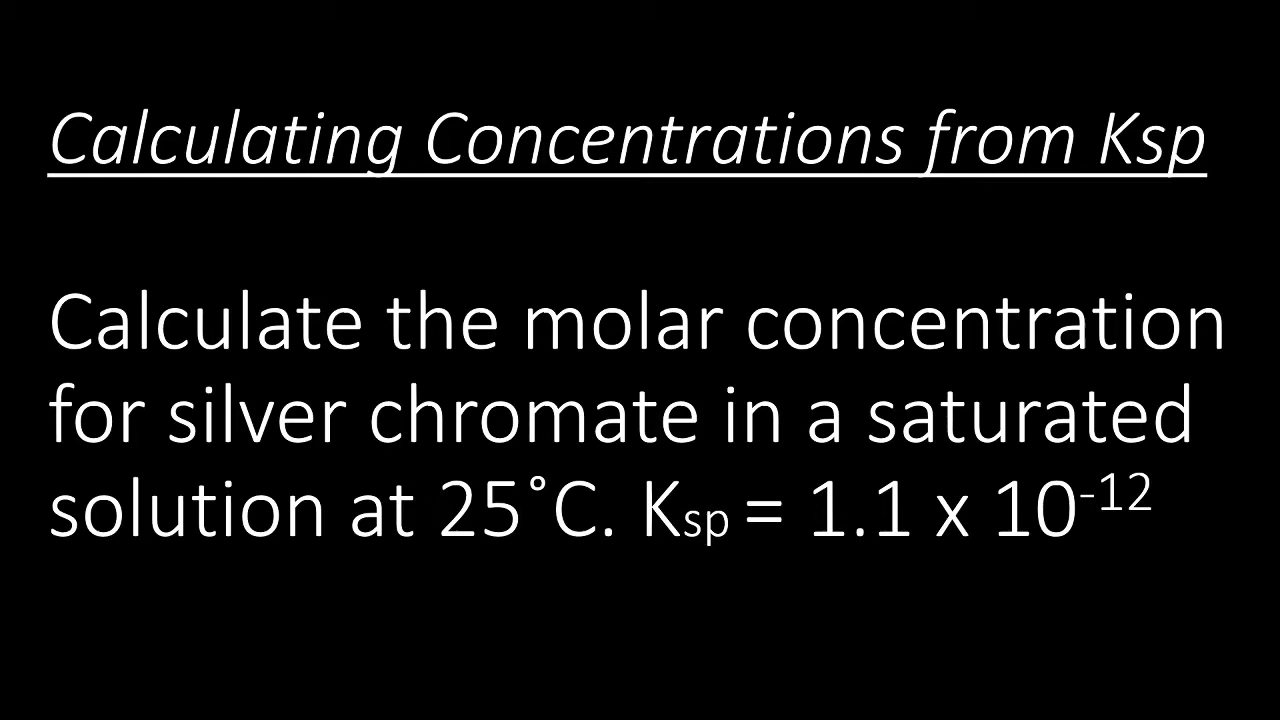 Calculating Concentrations from Ksp
Calculate the molar concentration
for silver chromate in a saturated
solution at 25˚C. Ksp = 1.1 x 10⁻¹²